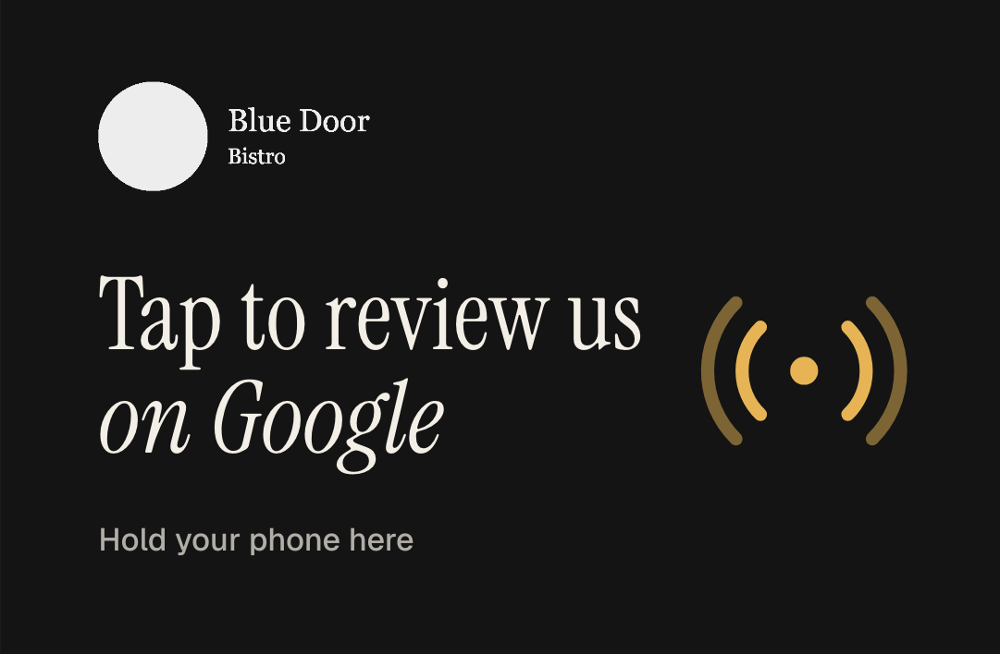 Blue Door
Bistro
Tap to review us
on Google
Hold your phone here